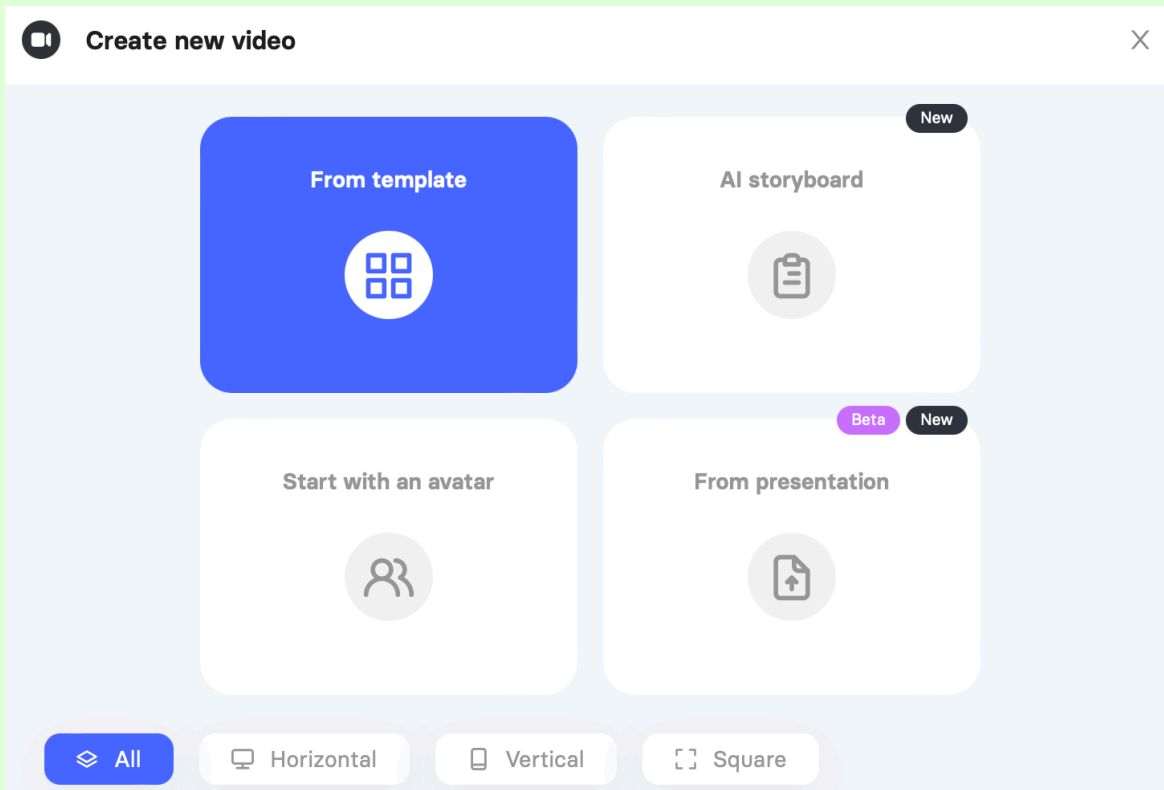 Create new video
New
From template
AI storyboard
Beta
New
Start with an avatar
From presentation
All
Horizontal
Vertical
Square